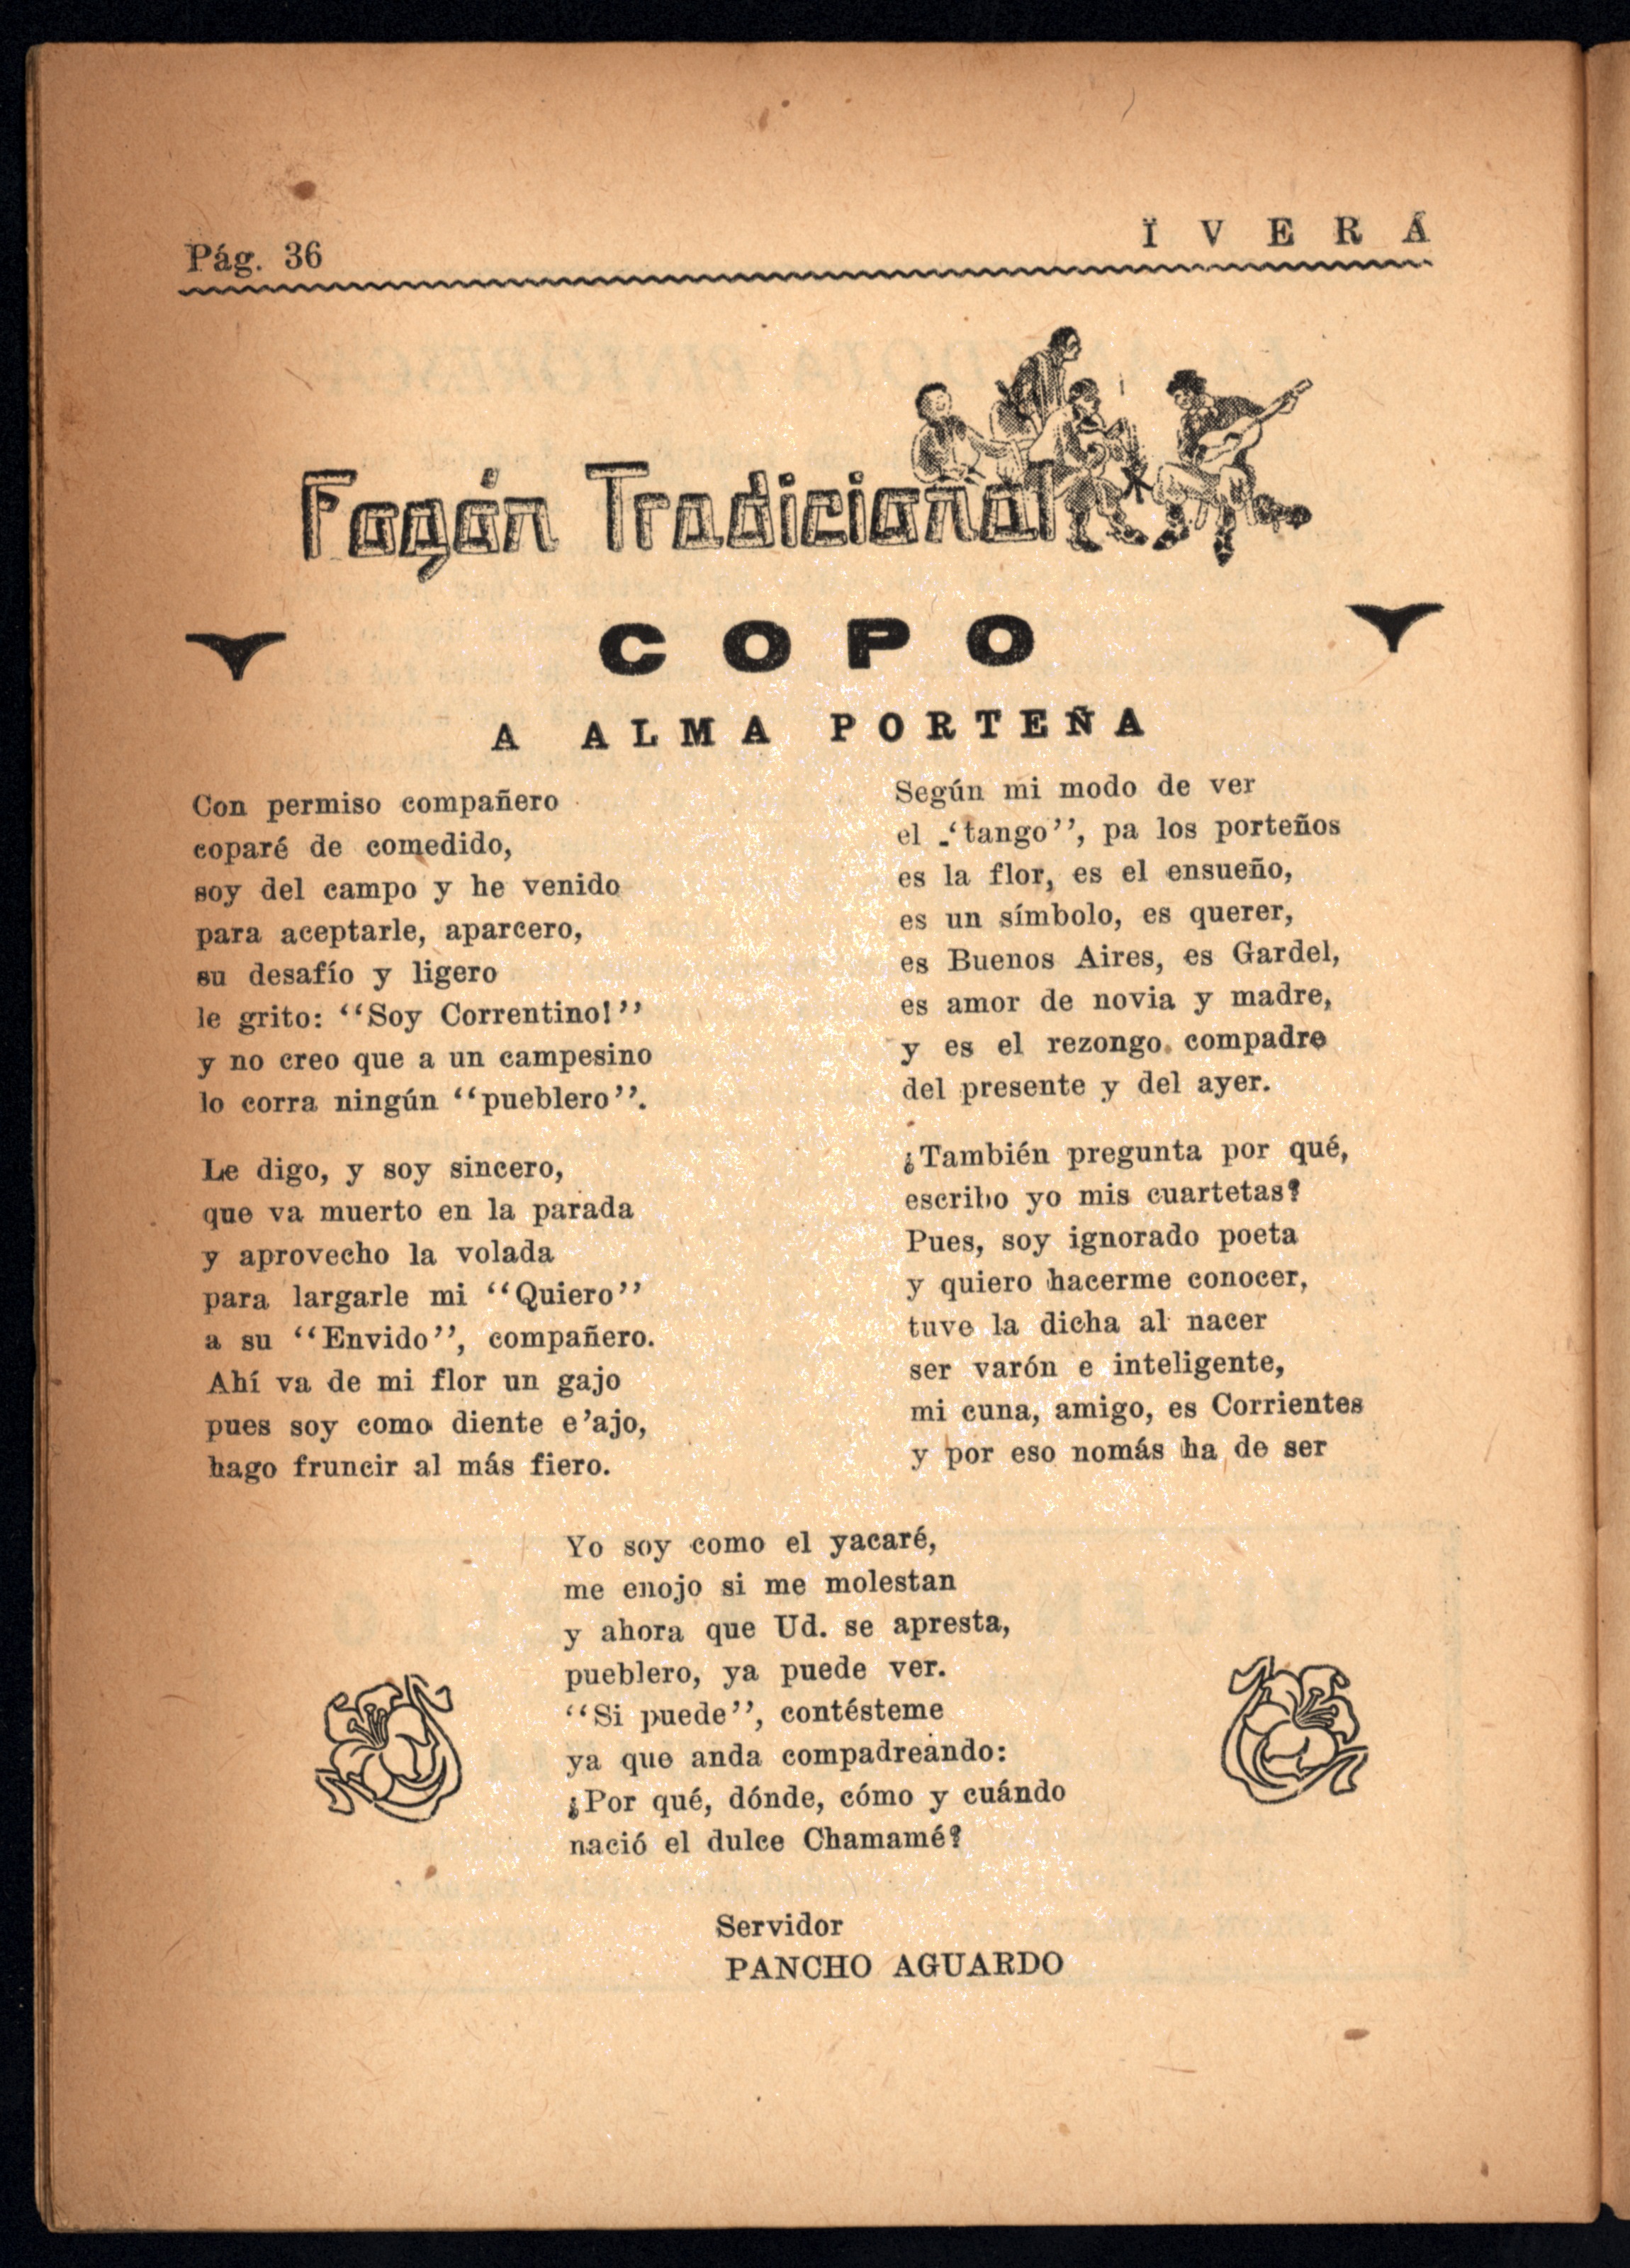 Pág. 36
Ï V E R Á
Fogón Tradicional
COPO
A ALMA PORTEÑA
Con permiso compañero
coparé de comedido,
soy del campo y he venido
para aceptarle, aparcero,
su desafío y ligero
le grito: "Soy Correntino!"
y no creo que a un campesino
lo corra ningún "pueblero".
Le digo, y soy sincero,
que va muerto en la parada
y aprovecho la volada
para largarle mi "Quiero"
a su "Envido", compañero.
Ahí va de mi flor un gajo
pues soy como diente e'ajo,
hago fruncir al más fiero.
Según mi modo de ver
el "tango", pa los porteños
es la flor, es el ensueño,
es un símbolo, es querer,
es Buenos Aires, es Gardel,
es amor de novia y madre,
y es el rezongo compadre
del presente y del ayer.
¿También pregunta por qué,
escribo yo mis cuartetas?
Pues, soy ignorado poeta
y quiero hacerme conocer,
tuve la dicha al nacer
ser varón e inteligente,
mi cuna, amigo, es Corrientes
y por eso nomás ha de ser
Yo soy como el yacaré,
me enojo si me molestan
y ahora que Ud. se apresta,
pueblero, ya puede ver.
"Si puede", contésteme
ya que anda compadreando:
¿Por qué, dónde, cómo y cuándo
nació el dulce Chamamé?
Servidor
PANCHO AGUARDO